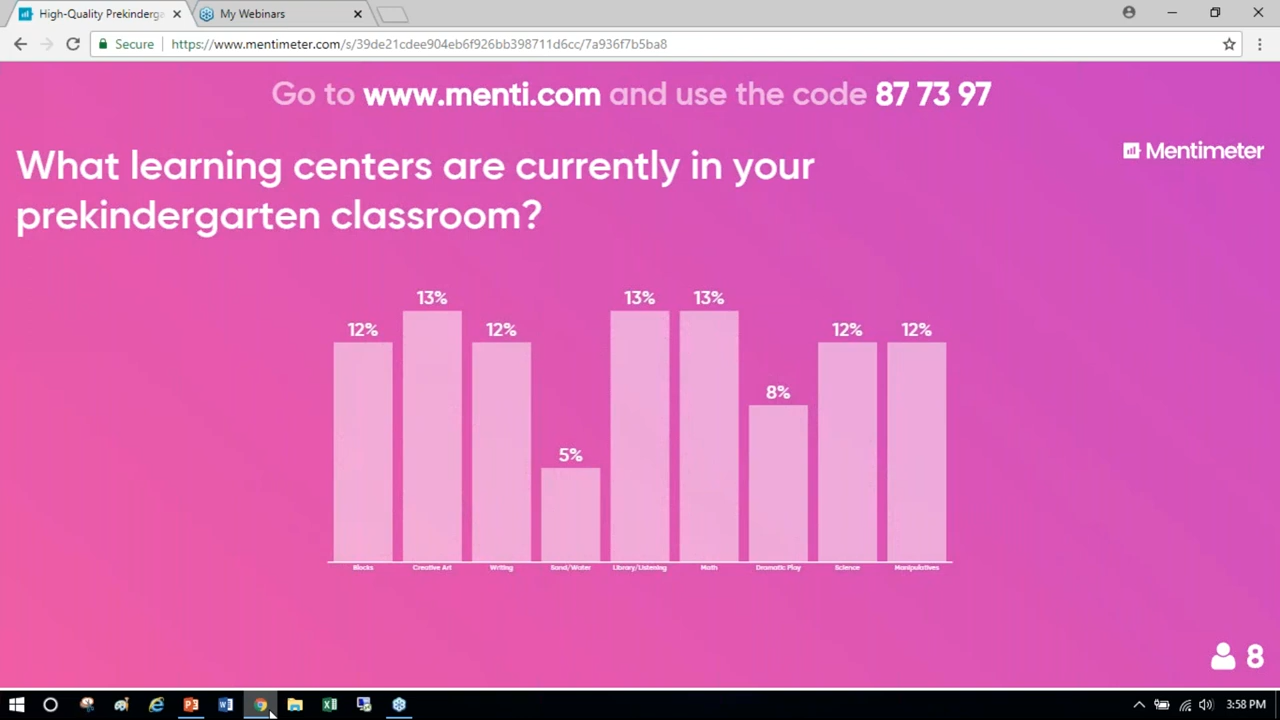 High-Quality Prekinderga
My Webinars
Secure
https://www.mentimeter.com/s/39de21cdee904eb6f926bb398711d6cc/7a936f7b5ba8
Go to www.menti.com and use the code 87 73 97
Mentimeter
What learning centers are currently in your
prekindergarten classroom?
12% 13% 12% 5% 13% 13% 8% 12% 12%
Blocks Creative Art Writing Sand/Water Library/Listening Math Dramatic Play Science Manipulatives
8
3:58 PM